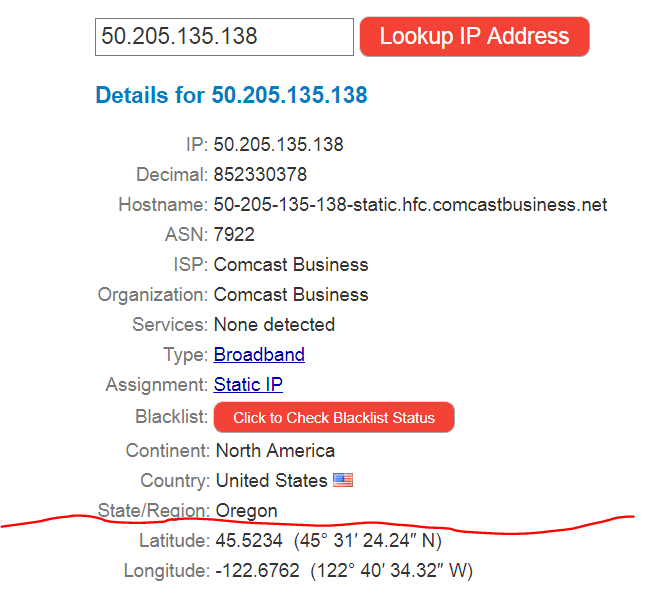 50.205.135.138 Lookup IP Address
Details for 50.205.135.138
IP: 50.205.135.138
Decimal: 852330378
Hostname: 50-205-135-138-static.hfc.comcastbusiness.net
ASN: 7922
ISP: Comcast Business
Organization: Comcast Business
Services: None detected
Type: Broadband
Assignment: Static IP
Blacklist: Click to Check Blacklist Status
Continent: North America
Country: United States
State/Region: Oregon
Latitude: 45.5234 (45° 31′ 24.24″ N)
Longitude: -122.6762 (122° 40′ 34.32″ W)